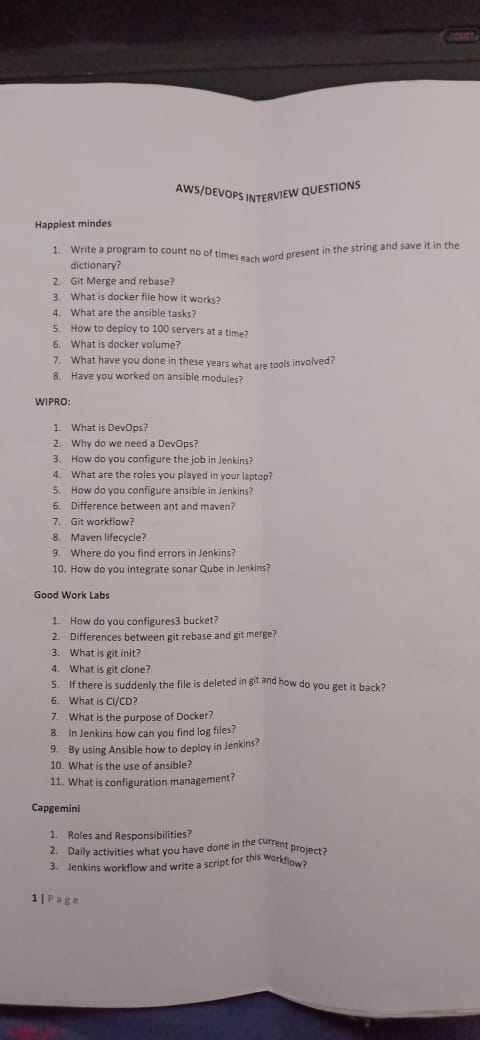 AWS/DEVOPS INTERVIEW QUESTIONS
Happiest mindes
1. Write a program to count no of times each word present in the string and save it in the
dictionary?
2. Git Merge and rebase?
3. What is docker file how it works?
4. What are the ansible tasks?
5. How to deploy to 100 servers at a time?
6. What is docker volume?
7. What have you done in these years what are tools involved?
8. Have you worked on ansible modules?
WIPRO:
1. What is DevOps?
2. Why do we need a DevOps?
3. How do you configure the job in Jenkins?
4. What are the roles you played in your laptop?
5. How do you configure ansible in Jenkins?
6. Difference between ant and maven?
7. Git workflow?
8. Maven lifecycle?
9. Where do you find errors in Jenkins?
10. How do you integrate sonar Qube in Jenkins?
Good Work Labs
1. How do you configures3 bucket?
2. Differences between git rebase and git merge?
3. What is git init?
4. What is git clone?
5. If there is suddenly the file is deleted in git and how do you get it back?
6. What is CI/CD?
7. What is the purpose of Docker?
8. In Jenkins how can you find log files?
9. By using Ansible how to deploy in Jenkins?
10. What is the use of ansible?
11. What is configuration management?
Capgemini
1. Roles and Responsibilities?
2. Daily activities what you have done in the current project?
3. Jenkins workflow and write a script for this workflow?
1 | Page